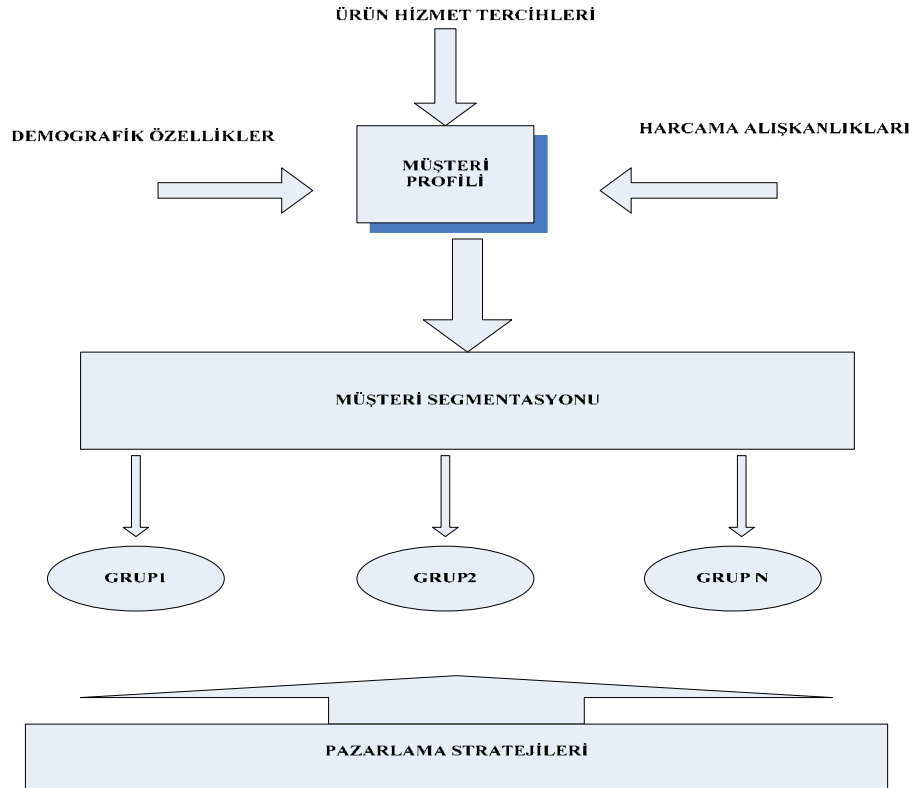 ÜRÜN HİZMET TERCİHLERİ
DEMOGRAFİK ÖZELLİKLER
HARCAMA ALIŞKANLIKLARI
MÜŞTERİ
PROFİLİ
MÜŞTERİ SEGMENTASYONU
GRUP1
GRUP2
GRUP N
PAZARLAMA STRATEJİLERİ